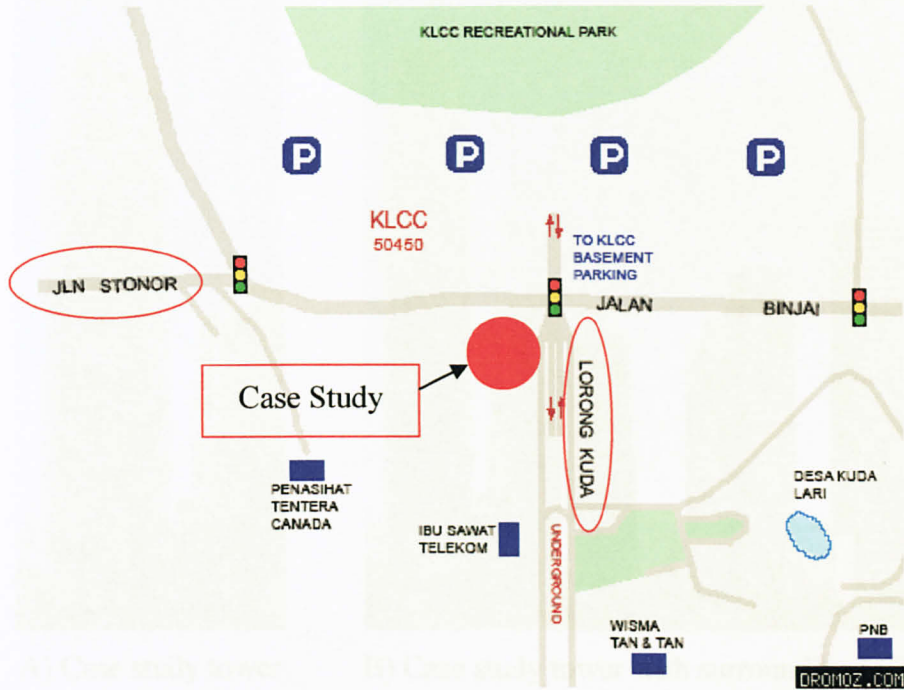 KLCC RECREATIONAL PARK
P
P
P
P
KLCC
50450
TO KLCC
BASEMENT
PARKING
JLN STONOR
JALAN
BINJAI
Case Study
LORONG KUDA
PENASIHAT
TENTERA
CANADA
IBU SAWAT
TELEKOM
UNDERGROUND
DESA KUDA
LARI
WISMA
TAN & TAN
PNB
DROMOZ.COM